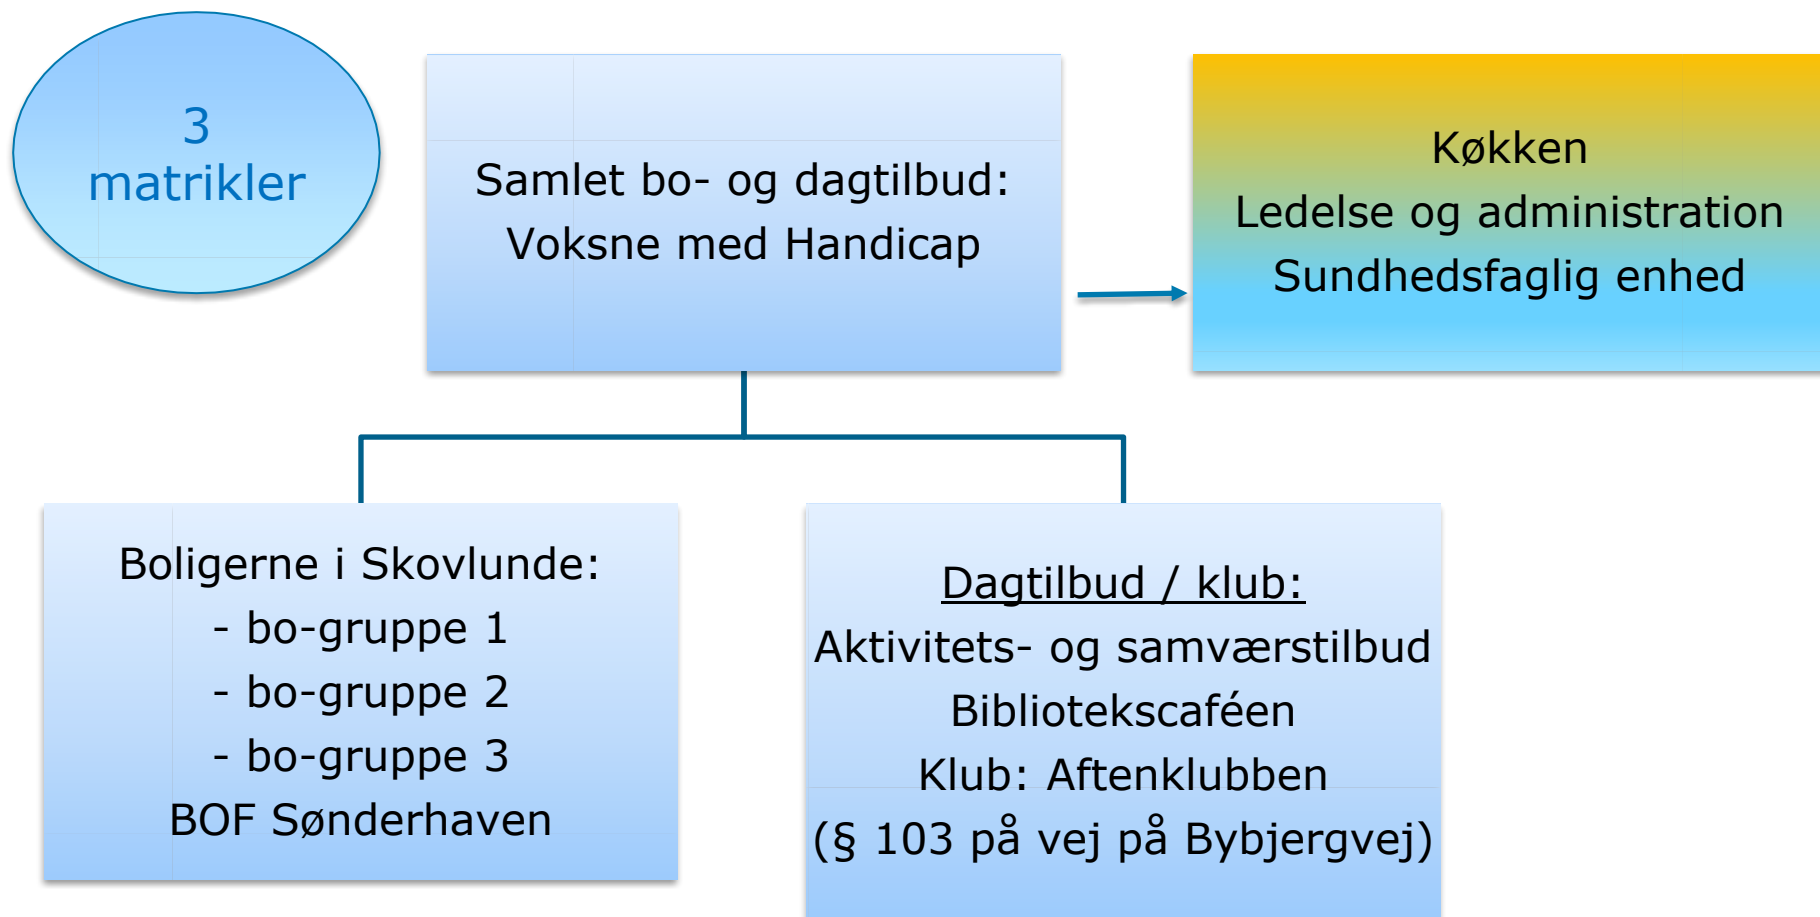 3
matrikler
Samlet bo- og dagtilbud:
Voksne med Handicap
Køkken
Ledelse og administration
Sundhedsfaglig enhed
Boligerne i Skovlunde:
- bo-gruppe 1
- bo-gruppe 2
- bo-gruppe 3
BOF Sønderhaven
Dagtilbud / klub:
Aktivitets- og samværstilbud
Bibliotekscaféen
Klub: Aftenklubben
(§ 103 på vej på Bybjergvej)